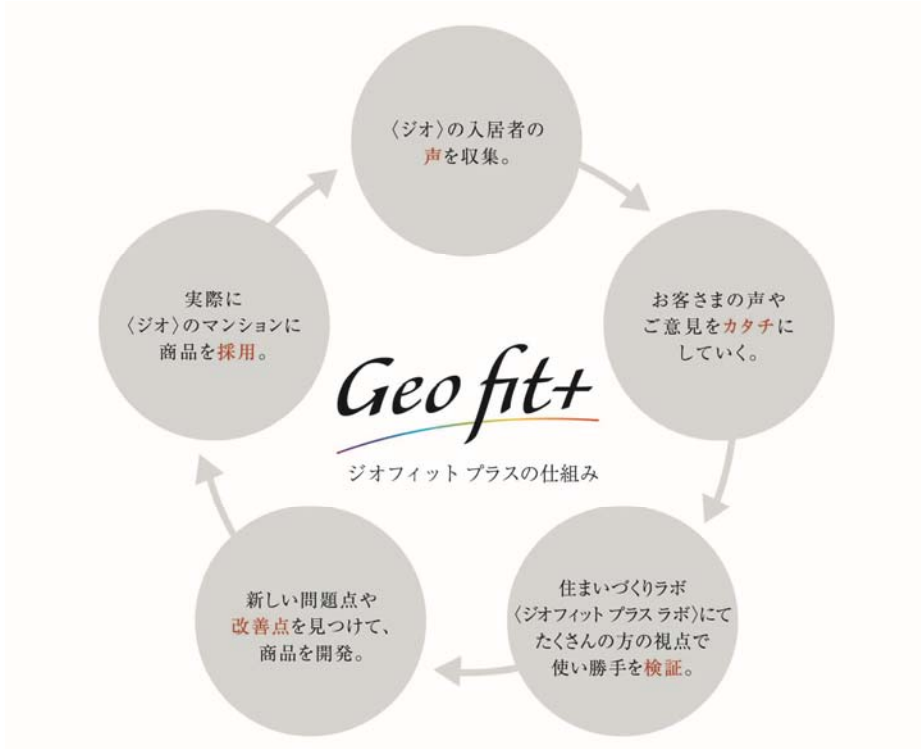 〈ジオ〉の入居者の
声を収集。
お客さまの声や
ご意見をカタチに
していく。
住まいづくりラボ
〈ジオフィット プラス ラボ〉にて
たくさんの方の視点で
使い勝手を検証。
新しい問題点や
改善点を見つけて、
商品を開発。
実際に
〈ジオ〉のマンションに
商品を採用。
Geo fit+
ジオフィット プラスの仕組み